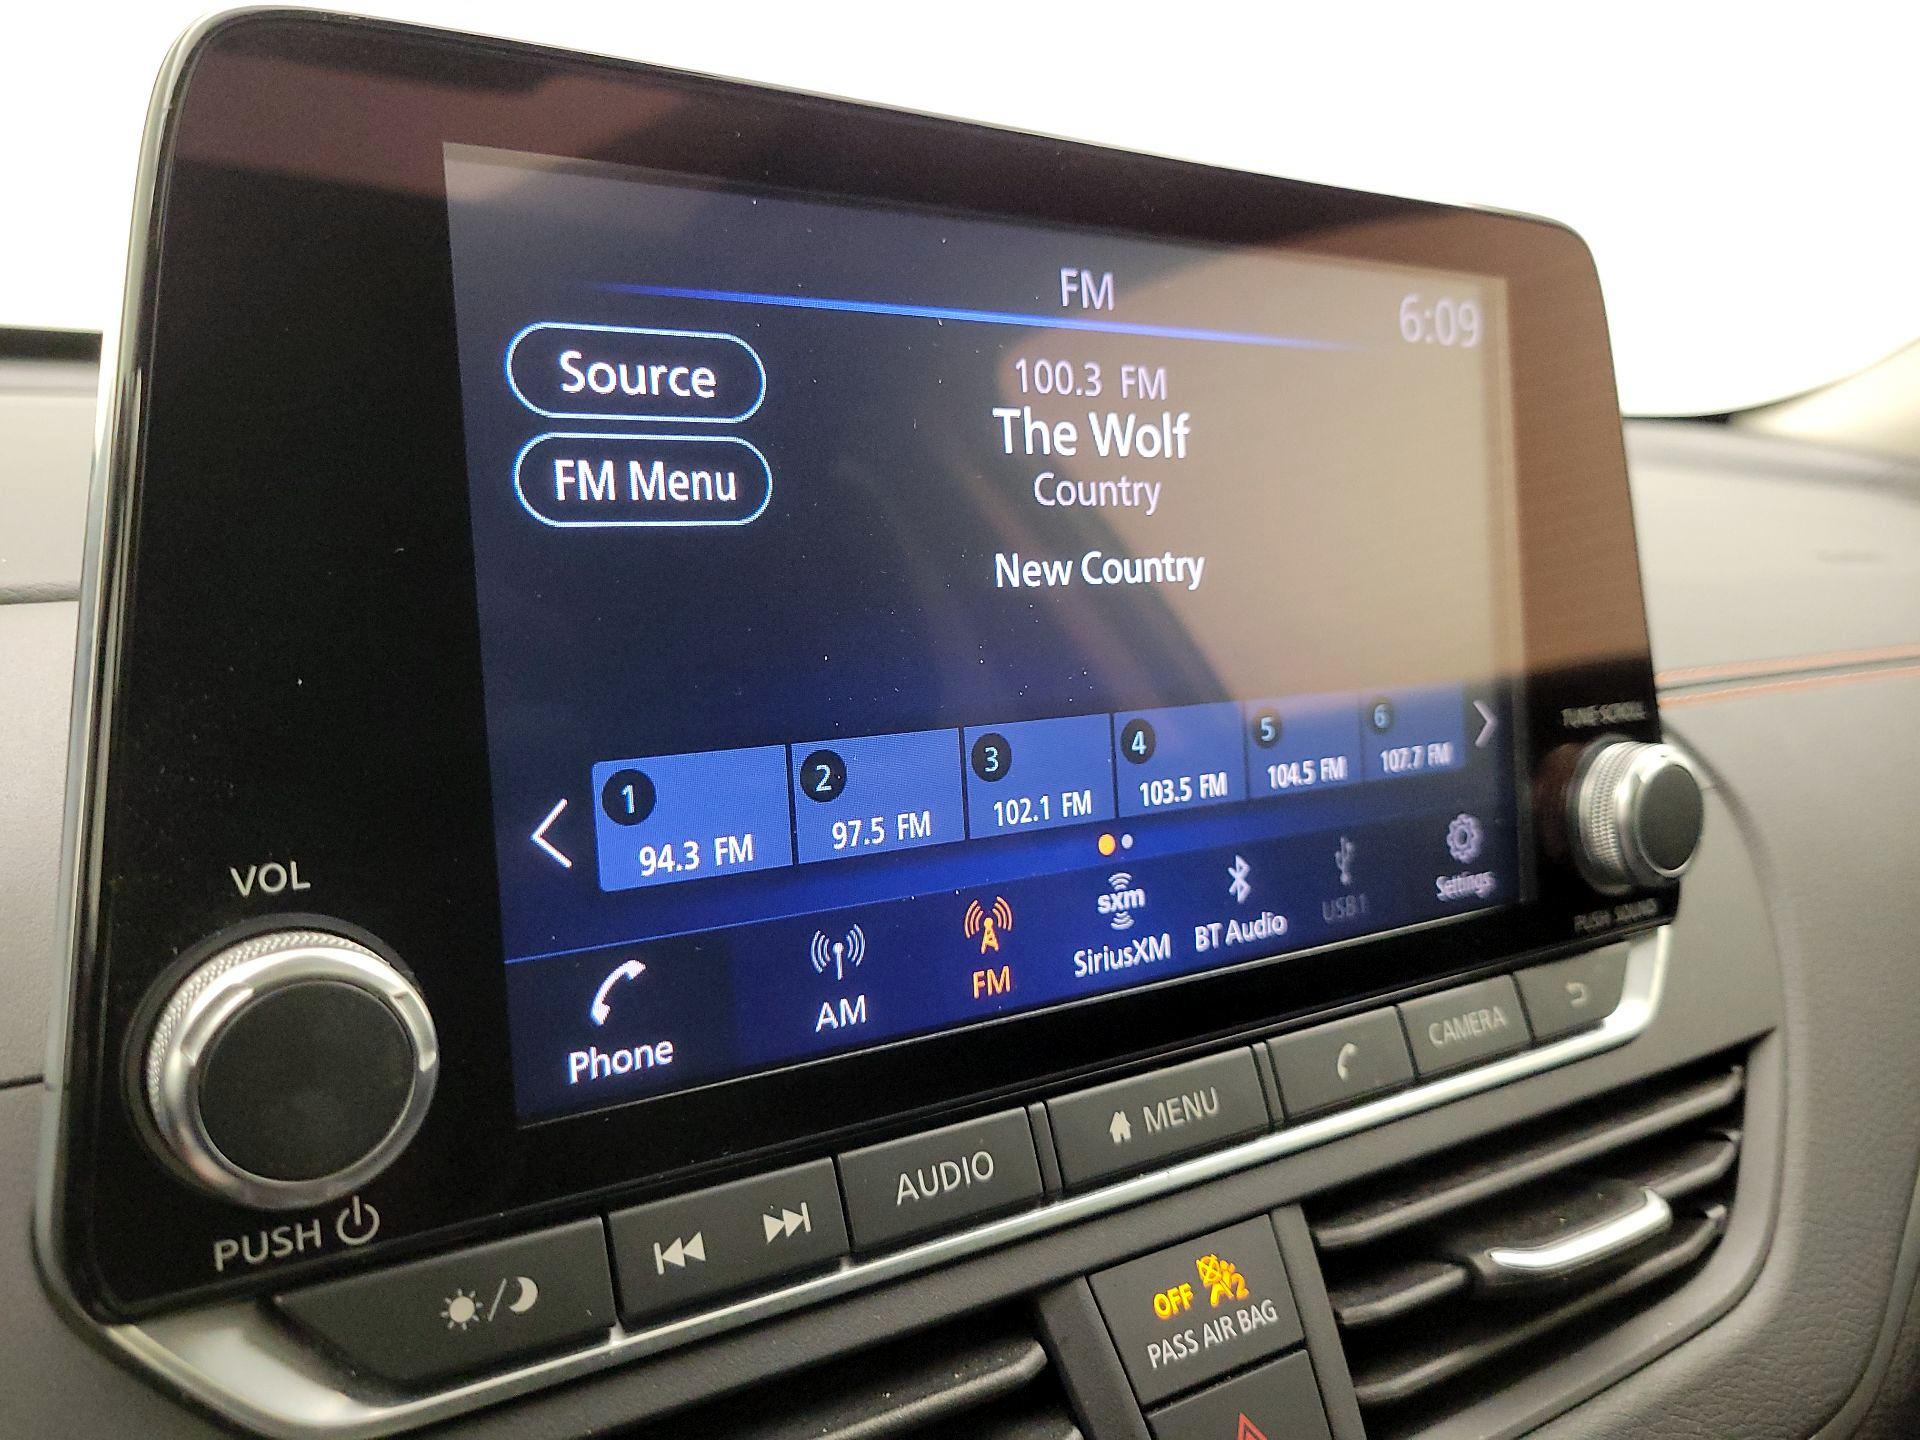 FM
6:09
Source
100.3 FM
The Wolf
FM Menu
Country
New Country
1
94.3 FM
2
97.5 FM
3
102.1 FM
4
103.5 FM
5
104.5 FM
6
107.7 FM
Phone
AM
FM
sxm
SiriusXM
BT Audio
USB1
Settings
VOL
PUSH
TUNE·SCROLL
PUSH SOUND
AUDIO
MENU
CAMERA
OFF 2
PASS AIR BAG